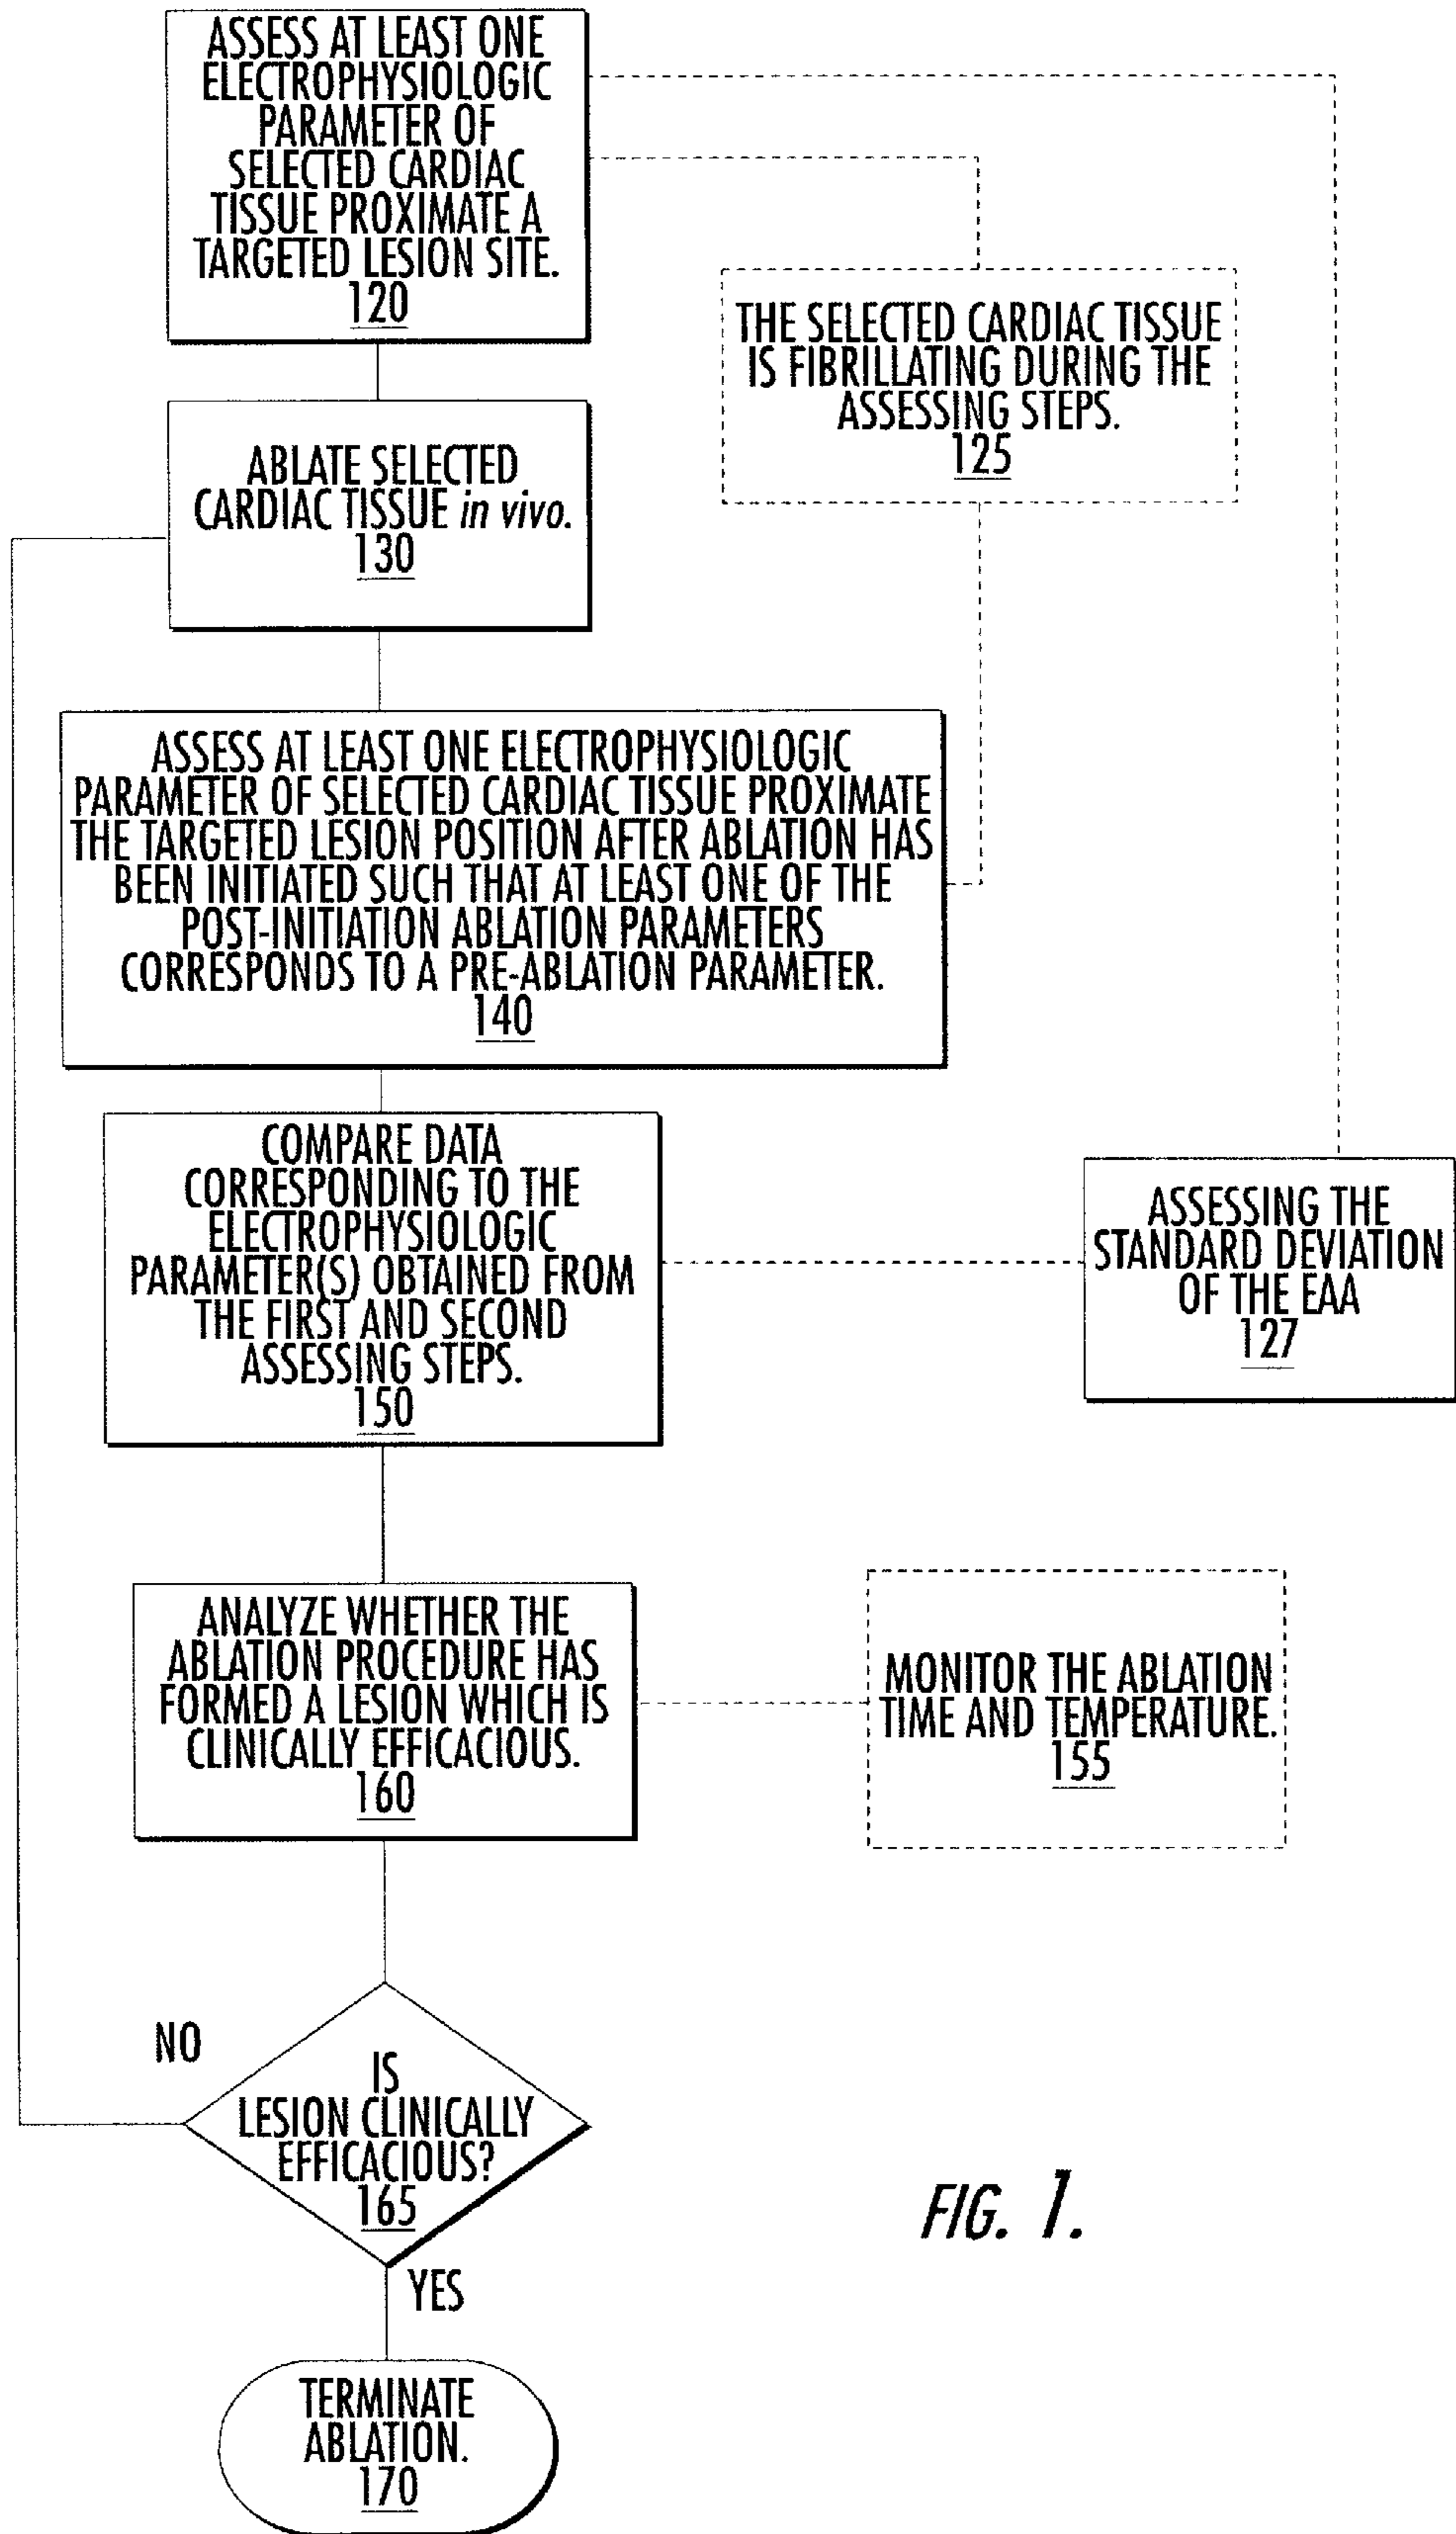 ASSESS AT LEAST ONE
ELECTROPHYSIOLOGIC
PARAMETER OF
SELECTED CARDIAC
TISSUE PROXIMATE A
TARGETED LESION SITE.
120
THE SELECTED CARDIAC TISSUE
IS FIBRILLATING DURING THE
ASSESSING STEPS.
125
ABLATE SELECTED
CARDIAC TISSUE in vivo.
130
ASSESS AT LEAST ONE ELECTROPHYSIOLOGIC
PARAMETER OF SELECTED CARDIAC TISSUE PROXIMATE
THE TARGETED LESION POSITION AFTER ABLATION HAS
BEEN INITIATED SUCH THAT AT LEAST ONE OF THE
POST-INITIATION ABLATION PARAMETERS
CORRESPONDS TO A PRE-ABLATION PARAMETER.
140
COMPARE DATA
CORRESPONDING TO THE
ELECTROPHYSIOLOGIC
PARAMETER(S) OBTAINED FROM
THE FIRST AND SECOND
ASSESSING STEPS.
150
ASSESSING THE
STANDARD DEVIATION
OF THE EAA
127
ANALYZE WHETHER THE
ABLATION PROCEDURE HAS
FORMED A LESION WHICH IS
CLINICALLY EFFICACIOUS.
160
MONITOR THE ABLATION
TIME AND TEMPERATURE.
155
NO
IS
LESION CLINICALLY
EFFICACIOUS?
165
YES
TERMINATE
ABLATION.
170
FIG. 1.